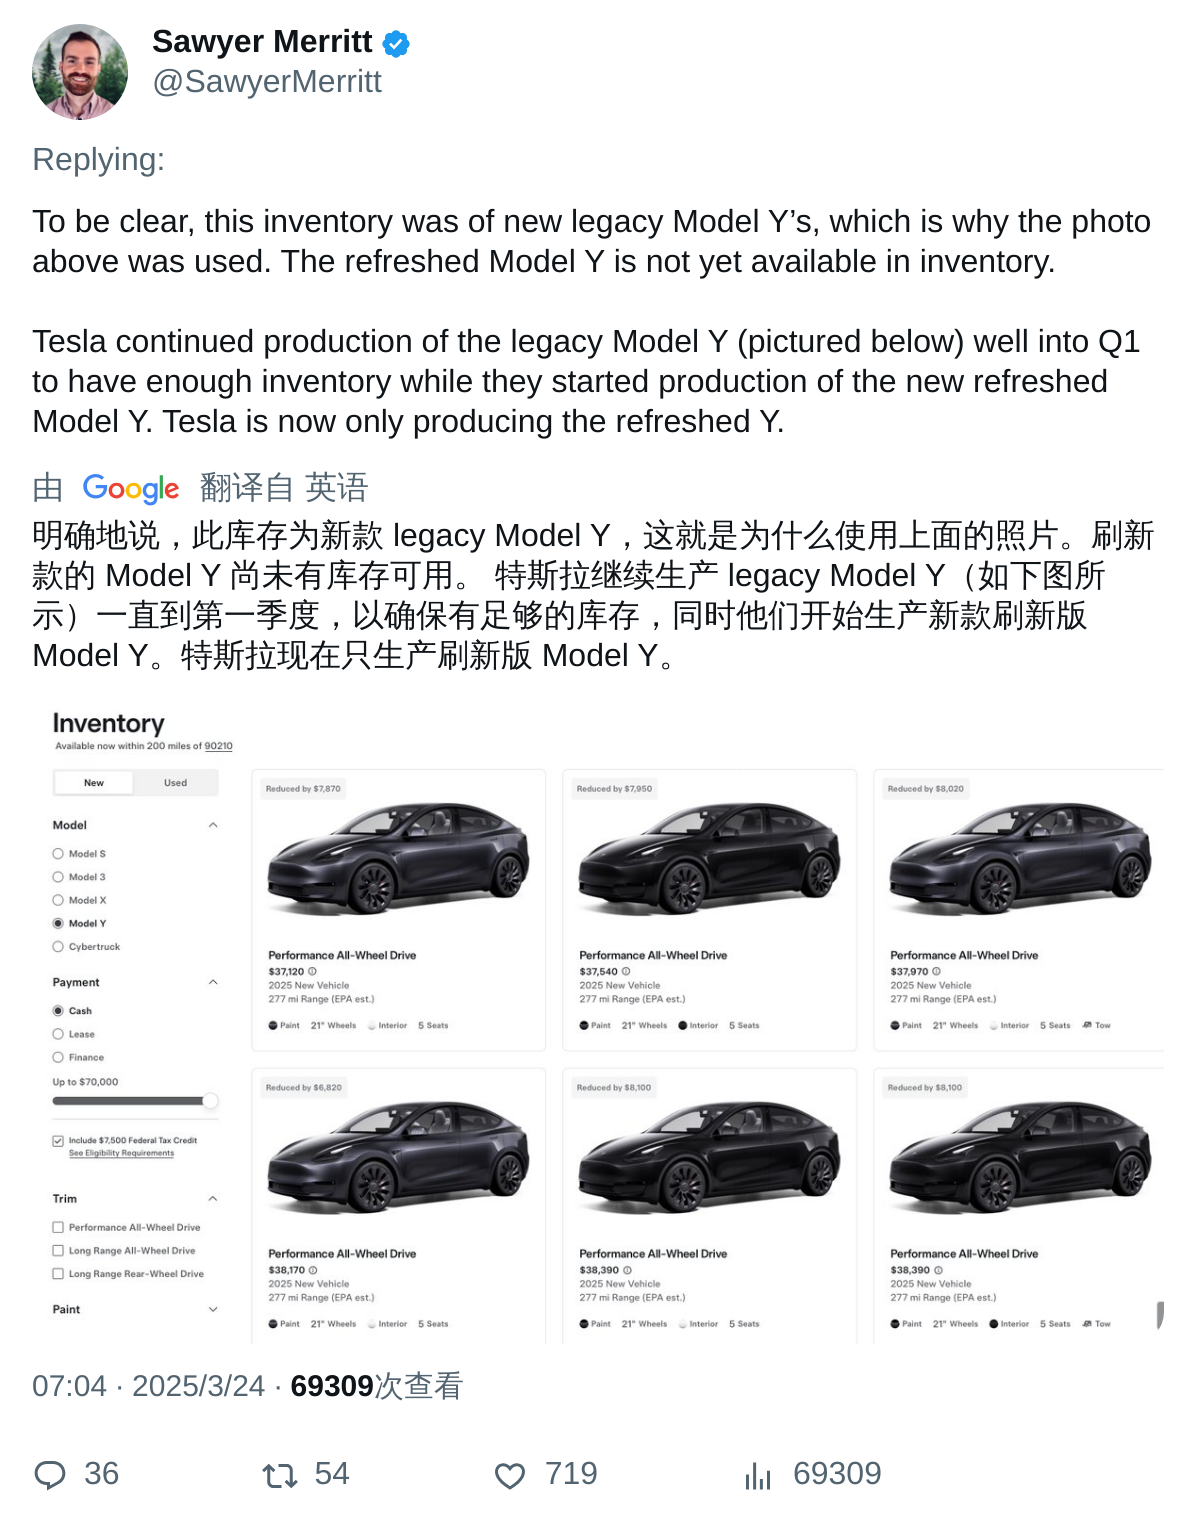 Sawyer Merritt
@SawyerMerritt
Replying:
To be clear, this inventory was of new legacy Model Y’s, which is why the photo
above was used. The refreshed Model Y is not yet available in inventory.
Tesla continued production of the legacy Model Y (pictured below) well into Q1
to have enough inventory while they started production of the new refreshed
Model Y. Tesla is now only producing the refreshed Y.
由 Google 翻译自 英语
明确地说，此库存为新款 legacy Model Y，这就是为什么使用上面的照片。刷新
款的 Model Y 尚未有库存可用。 特斯拉继续生产 legacy Model Y（如下图所
示）一直到第一季度，以确保有足够的库存，同时他们开始生产新款刷新版
Model Y。特斯拉现在只生产刷新版 Model Y。
Inventory
Available now within 200 miles of 90210
New Used
Model
Model S
Model 3
Model X
Model Y
Cybertruck
Payment
Cash
Lease
Finance
Up to $70,000
Include $7,500 Federal Tax Credit
See Eligibility Requirements
Trim
Performance All-Wheel Drive
Long Range All-Wheel Drive
Long Range Rear-Wheel Drive
Paint
Reduced by $7,870
Performance All-Wheel Drive
$37,120
2025 New Vehicle
277 mi Range (EPA est.)
Paint 21" Wheels Interior 5 Seats
Reduced by $7,950
Performance All-Wheel Drive
$37,540
2025 New Vehicle
277 mi Range (EPA est.)
Paint 21" Wheels Interior 5 Seats
Reduced by $8,020
Performance All-Wheel Drive
$37,970
2025 New Vehicle
277 mi Range (EPA est.)
Paint 21" Wheels Interior 5 Seats Tow
Reduced by $6,820
Performance All-Wheel Drive
$38,170
2025 New Vehicle
277 mi Range (EPA est.)
Paint 21" Wheels Interior 5 Seats
Reduced by $8,100
Performance All-Wheel Drive
$38,390
2025 New Vehicle
277 mi Range (EPA est.)
Paint 21" Wheels Interior 5 Seats
Reduced by $8,100
Performance All-Wheel Drive
$38,390
2025 New Vehicle
277 mi Range (EPA est.)
Paint 21" Wheels Interior 5 Seats Tow
07:04 · 2025/3/24 · 69309次查看
36 54 719 69309